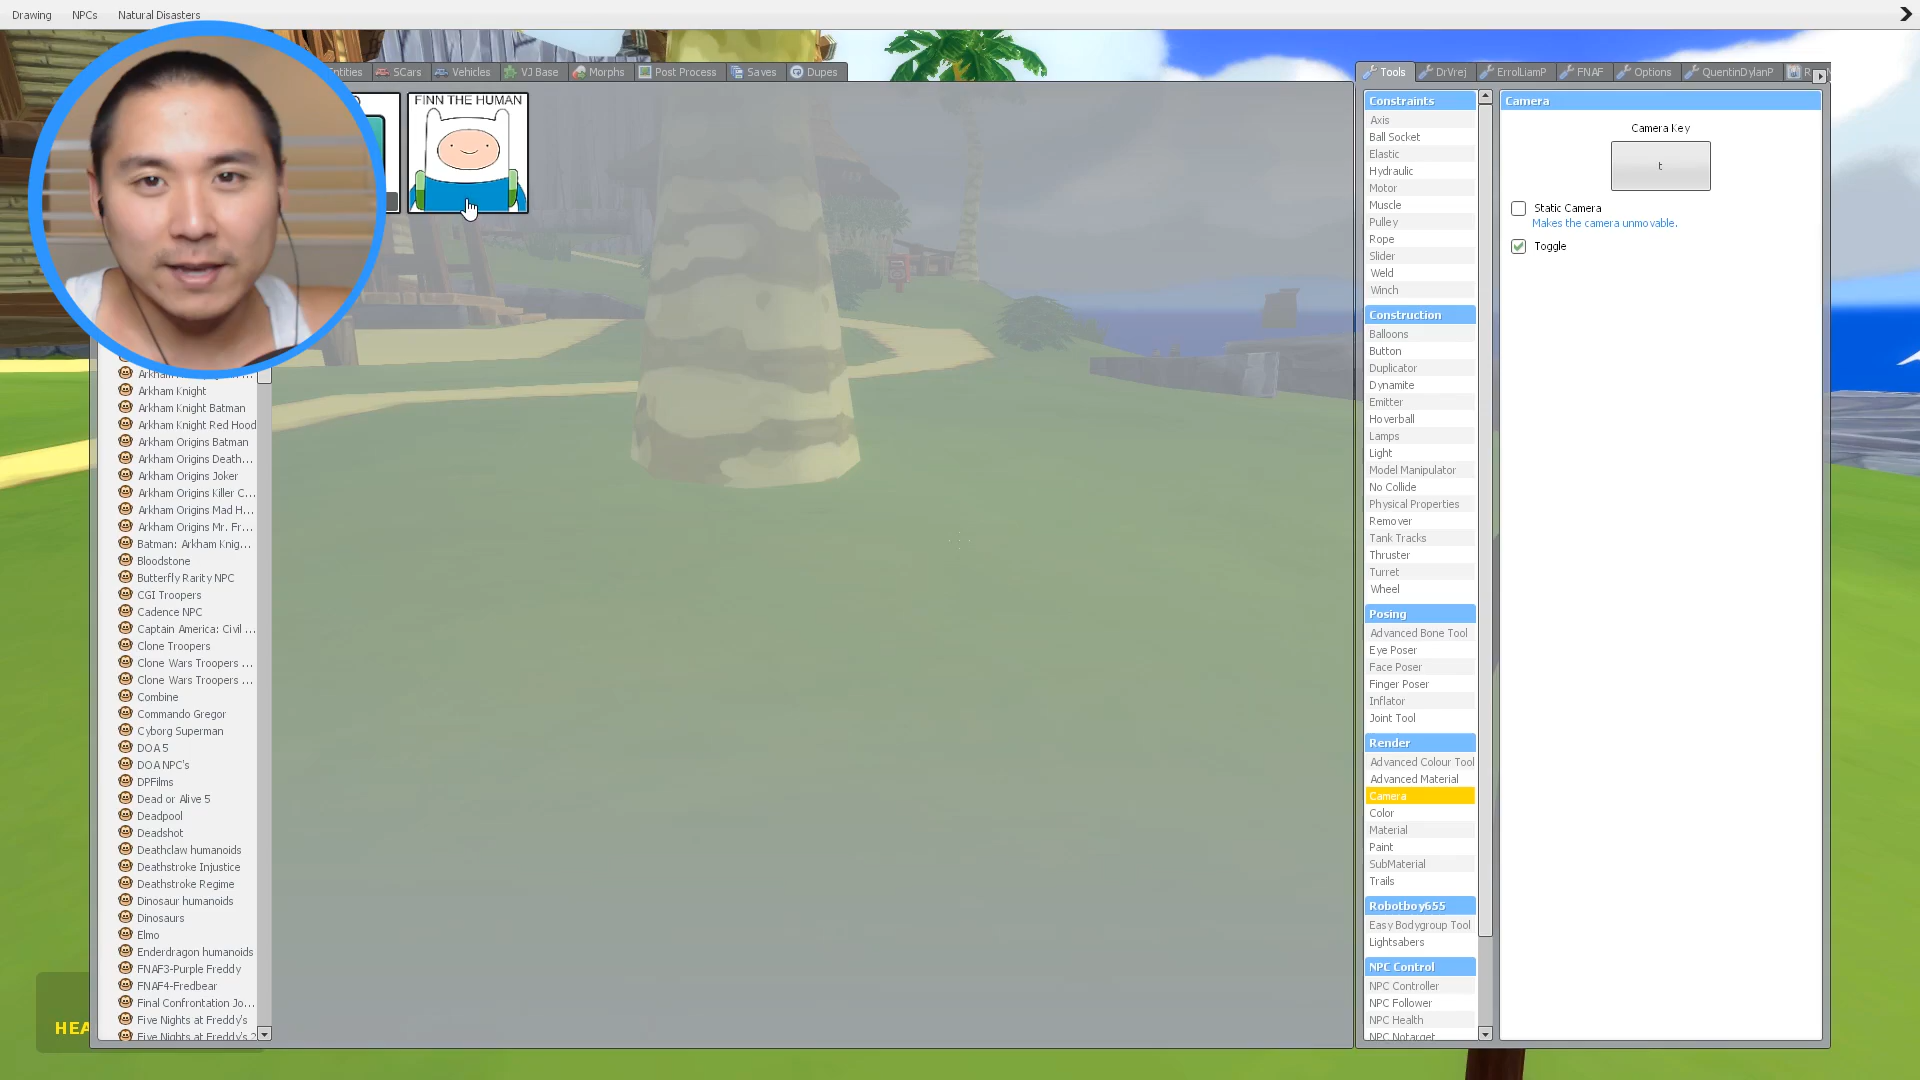 Drawing
NPCs
Natural Disasters
SCars
Vehicles
VJ Base
Morphs
Post Process
Saves
Dupes
FINN THE HUMAN
Arkham Knight
Arkham Knight Batman
Arkham Knight Red Hood
Arkham Origins Batman
Arkham Origins Death...
Arkham Origins Joker
Arkham Origins Killer C...
Arkham Origins Mad H...
Arkham Origins Mr. Fr...
Batman: Arkham Knig...
Bloodstone
Butterfly Rarity NPC
CGI Troopers
Cadence NPC
Captain America: Civil ...
Clone Troopers
Clone Wars Troopers ...
Clone Wars Troopers ...
Combine
Commando Gregor
Cyborg Superman
DOA 5
DOA NPC's
DPFilms
Dead or Alive 5
Deadpool
Deadshot
Deathclaw humanoids
Deathstroke Injustice
Deathstroke Regime
Dinosaur humanoids
Dinosaurs
Elmo
Enderdragon humanoids
FNAF3-Purple Freddy
FNAF4-Fredbear
Final Confrontation Jo...
Five Nights at Freddy's
Five Nights at Freddy's 2
HEA
Tools
DrVrej
ErrolLiamP
FNAF
Options
QuentinDylanP
Constraints
Axis
Ball Socket
Elastic
Hydraulic
Motor
Muscle
Pulley
Rope
Slider
Weld
Winch
Construction
Balloons
Button
Duplicator
Dynamite
Emitter
Hoverball
Lamps
Light
Model Manipulator
No Collide
Physical Properties
Remover
Tank Tracks
Thruster
Turret
Wheel
Posing
Advanced Bone Tool
Eye Poser
Face Poser
Finger Poser
Inflator
Joint Tool
Render
Advanced Colour Tool
Advanced Material
Camera
Color
Material
Paint
SubMaterial
Trails
Robotboy655
Easy Bodygroup Tool
Lightsabers
NPC Control
NPC Controller
NPC Follower
NPC Health
NPC Notarget
Camera
Camera Key
t
Static Camera
Makes the camera unmovable.
Toggle